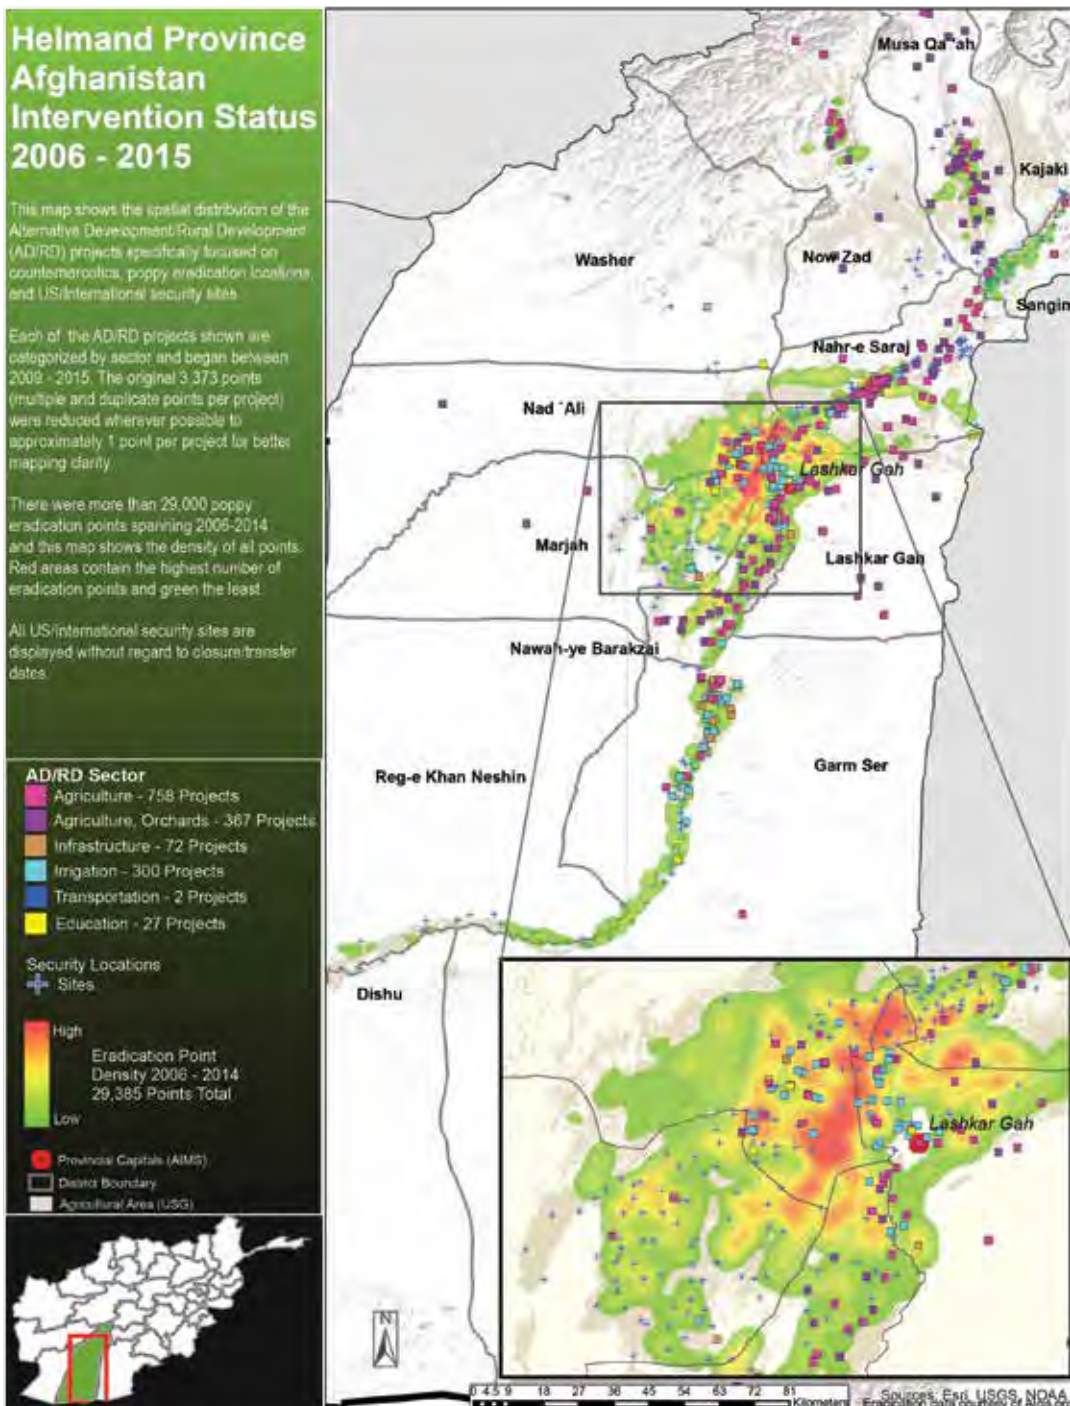 Helmand Province
Afghanistan
Intervention Status
2006 - 2015
This map shows the spatial distribution of the
Alternative Development/Rural Development
(AD/RD) projects specifically focused on
counternarcotics, poppy eradication locations,
and US/International security sites.
Each of the AD/RD projects shown are
categorized by sector and began between
2009 - 2015. The original 3,373 points
(multiple and duplicate points per project)
were reduced wherever possible to
approximately 1 point per project for better
mapping clarity.
There were more than 29,000 poppy
eradication points spanning 2006-2014
and this map shows the density of all points.
Red areas contain the highest number of
eradication points and green the least.
All US/International security sites are
displayed without regard to closure/transfer
dates.
AD/RD Sector
Agriculture - 758 Projects
Agriculture, Orchards - 367 Projects
Infrastructure - 72 Projects
Irrigation - 300 Projects
Transportation - 2 Projects
Education - 27 Projects
Security Locations
Sites
High
Eradication Point
Density 2006 - 2014
29,385 Points Total
Low
Provincial Capitals (AIMS)
District Boundary
Agricultural Area (USG)
Musa Qa
Kajaki
Washer
Now Zad
Sangin
Nahr-e Saraj
Nad `Ali
Lashkar Gah
Marjah
Lashkar Gah
Nawah-ye Barakzai
Reg-e Khan Neshin
Garm Ser
Dishu
Lashkar Gah
N
0 4.5 9 18 27 36 45 54 63 72 81
Kilometers
Sources: Esri, USGS, NOAA
Eradication data courtesy of